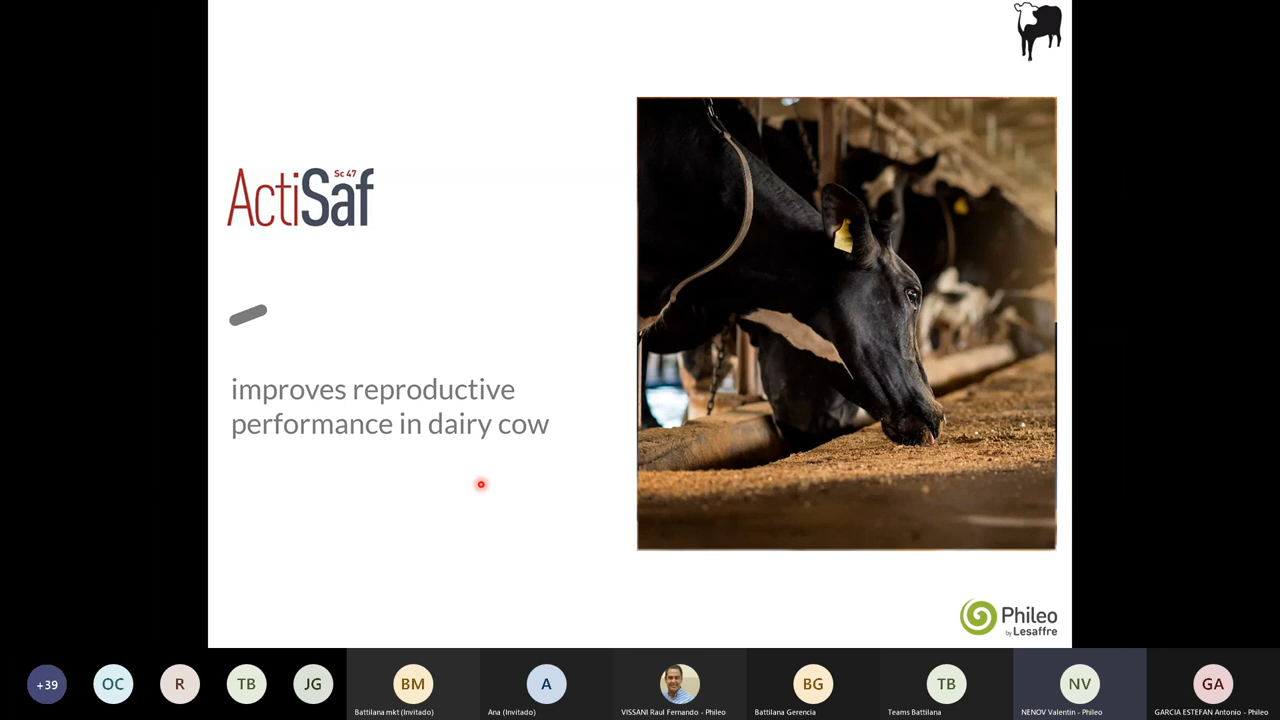 Sc 47
ActiSaf
improves reproductive
performance in dairy cow
Phileo
by Lesaffre
+39
OC
R
TB
JG
BM
A
BG
TB
NV
GA
Battilana mkt (Invitado)
Ana (Invitado)
VISSANI Raul Fernando - Phileo
Battilana Gerencia
Teams Battilana
NENOV Valentin - Phileo
GARCIA ESTEFAN Antonio - Phileo